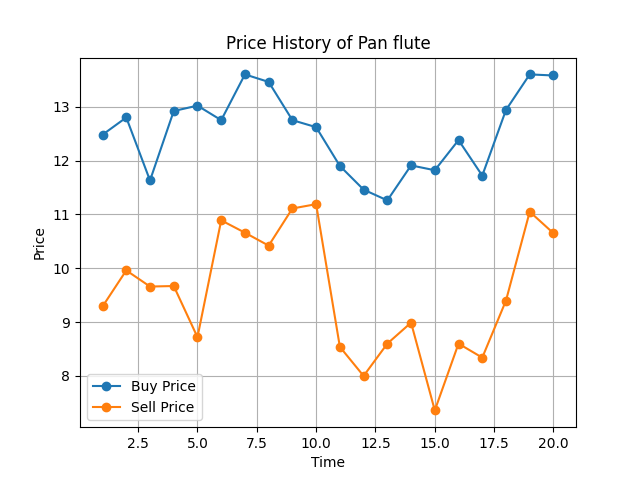 Price History of Pan flute
Price
13
12
11
10
9
8
Buy Price
Sell Price
2.5 5.0 7.5 10.0 12.5 15.0 17.5 20.0
Time